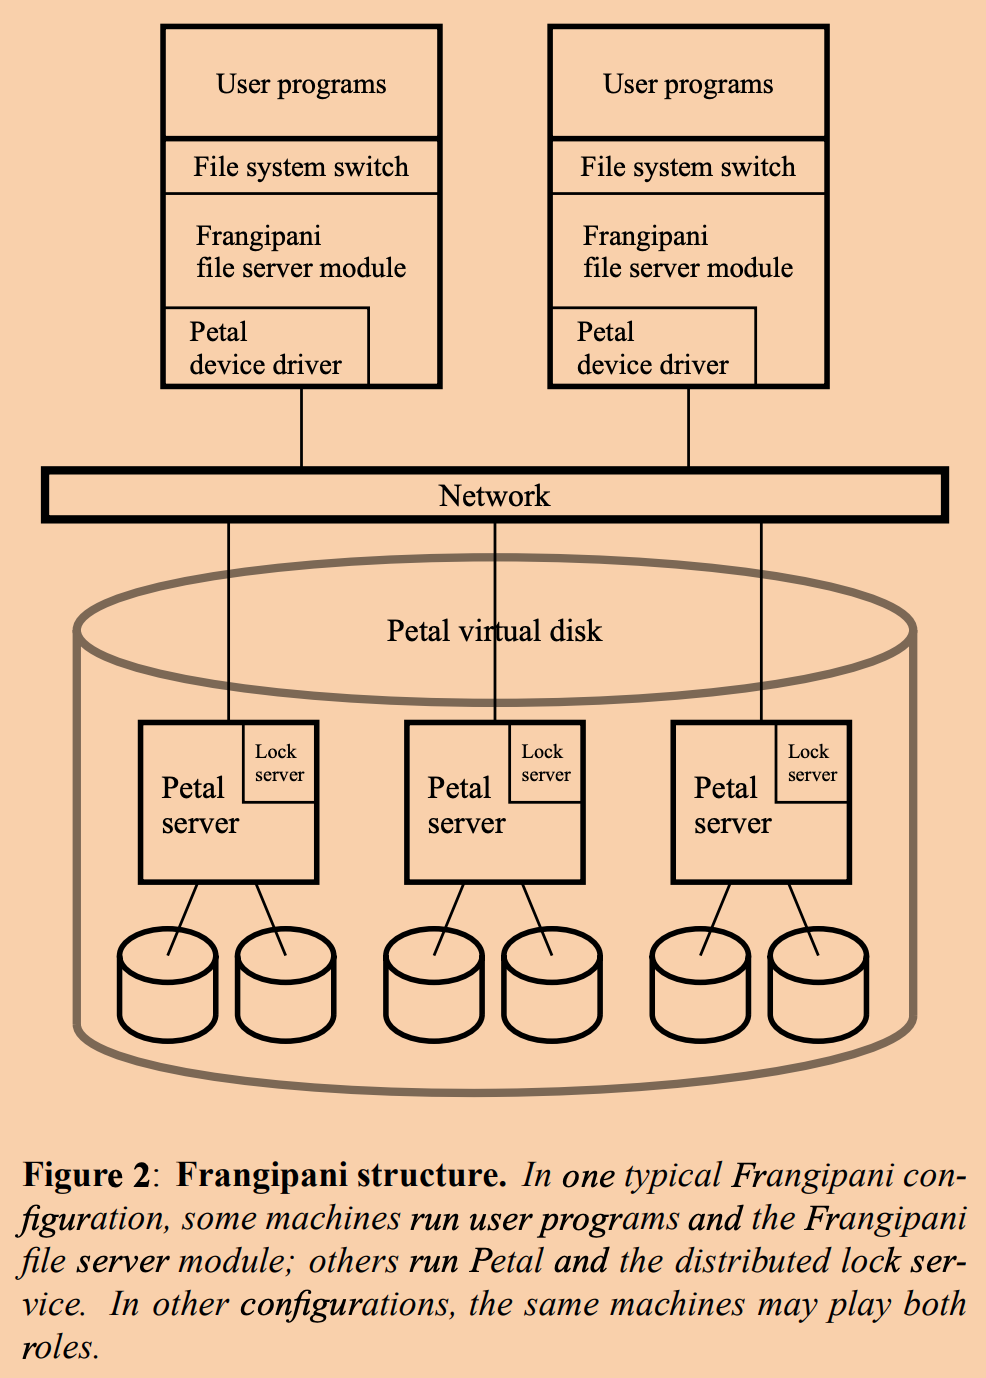 User programs
User programs
File system switch
File system switch
Frangipani
file server module
Frangipani
file server module
Petal
device driver
Petal
device driver
Network
Petal virtual disk
Lock
server
Petal
server
Lock
server
Petal
server
Lock
server
Petal
server
Figure 2: Frangipani structure. In one typical Frangipani con-
figuration, some machines run user programs and the Frangipani
file server module; others run Petal and the distributed lock ser-
vice. In other configurations, the same machines may play both
roles.